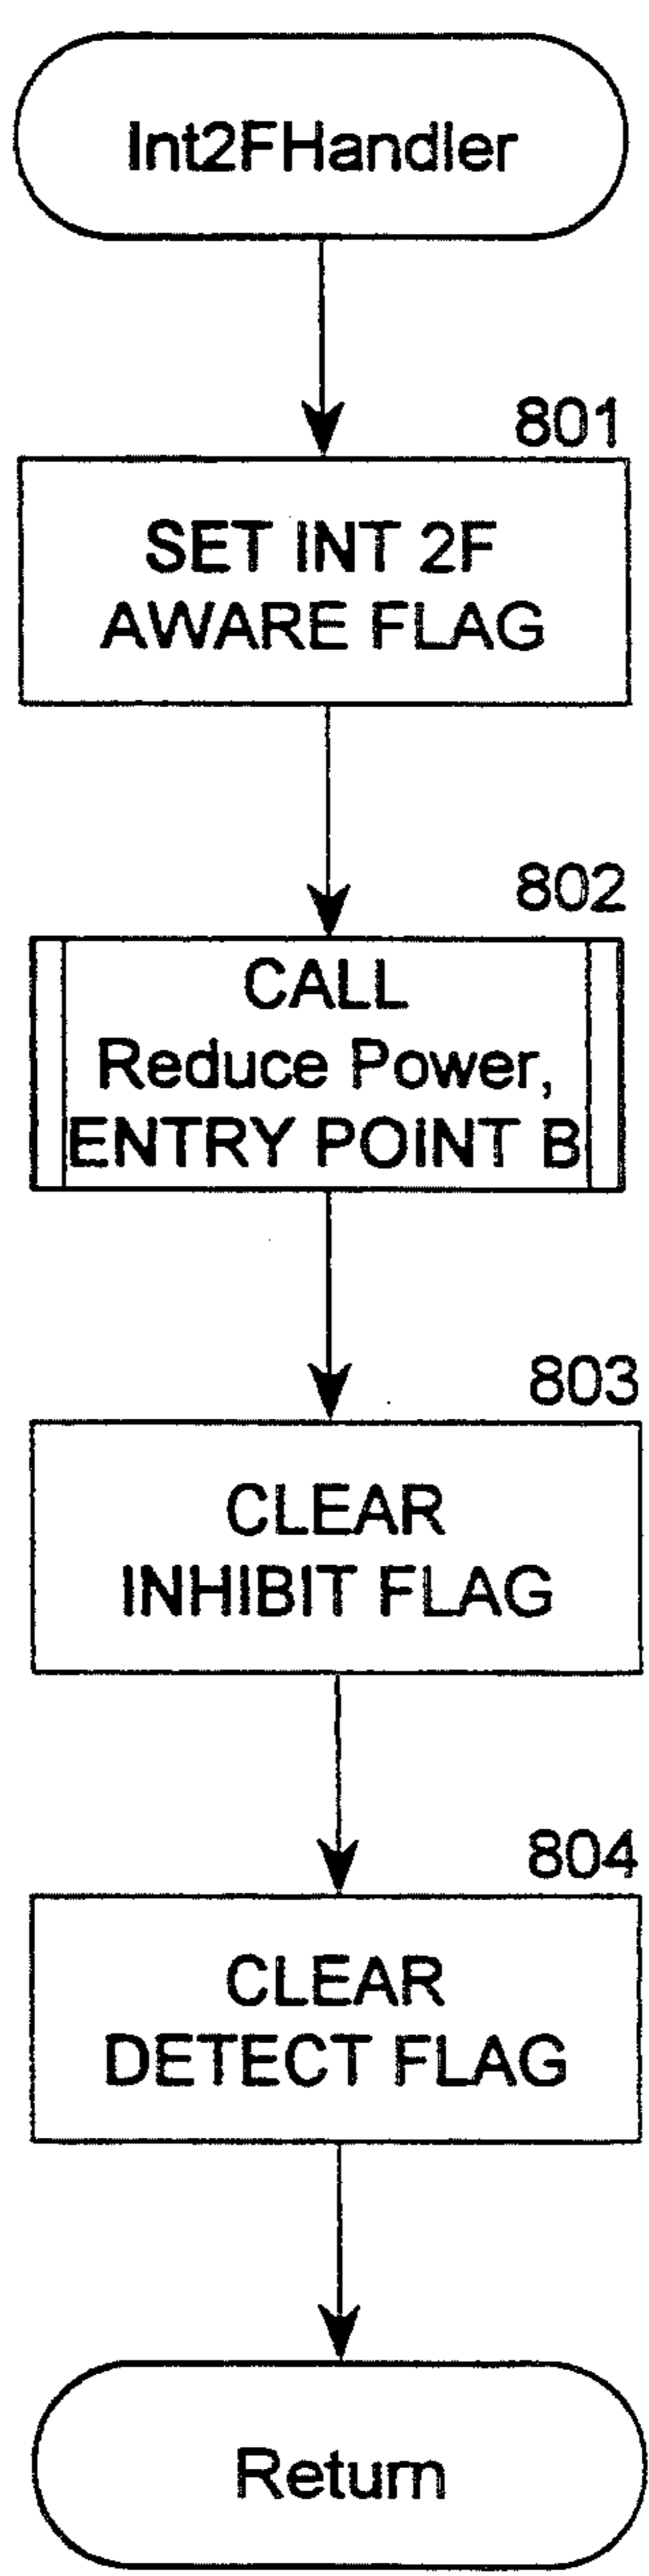 Int2FHandler
801
SET INT 2F
AWARE FLAG
802
CALL
Reduce Power,
ENTRY POINT B
803
CLEAR
INHIBIT FLAG
804
CLEAR
DETECT FLAG
Return